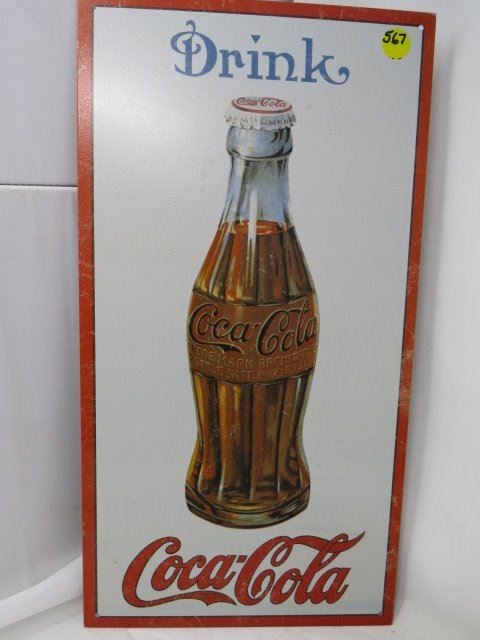 Drink
567
Coca-Cola
Coca-Cola
TRADE MARK REGISTERED
Coca-Cola